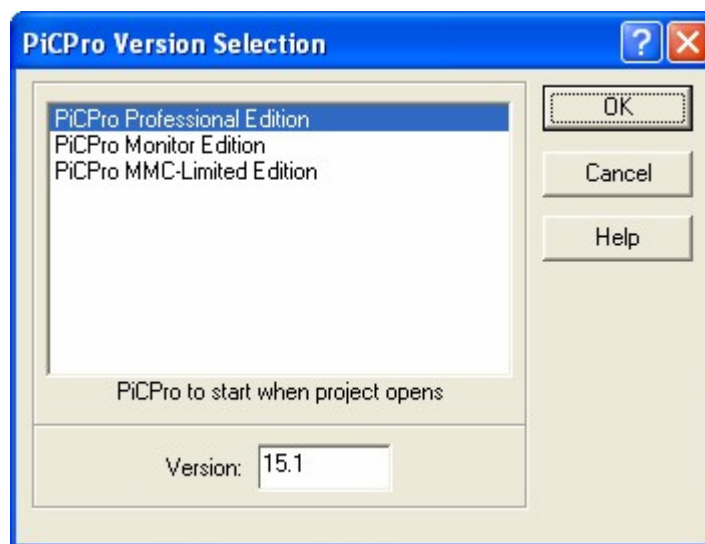 PiCPro Version Selection
PiCPro Professional Edition
PiCPro Monitor Edition
PiCPro MMC-Limited Edition
OK
Cancel
Help
PiCPro to start when project opens
Version: 15.1